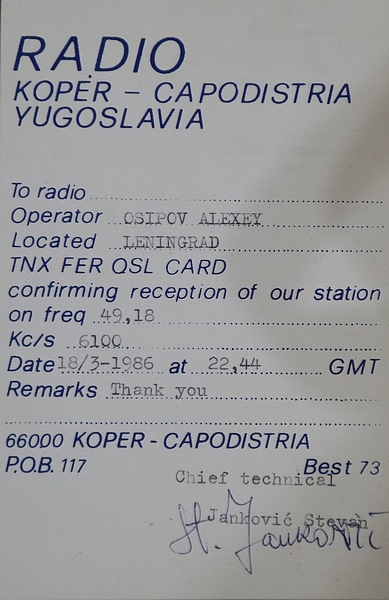 RADIO
KOPER - CAPODISTRIA
YUGOSLAVIA
To radio
Operator OSIPOV ALEXEY
Located LENINGRAD
TNX FER QSL CARD
confirming reception of our station
on freq 49,18
Kc/s 6100
Date 18/3-1986 at 22,44 GMT
Remarks Thank you
66000 KOPER - CAPODISTRIA
P.O.B. 117 Best 73
Chief technical
Janković Stevan
St. Janković